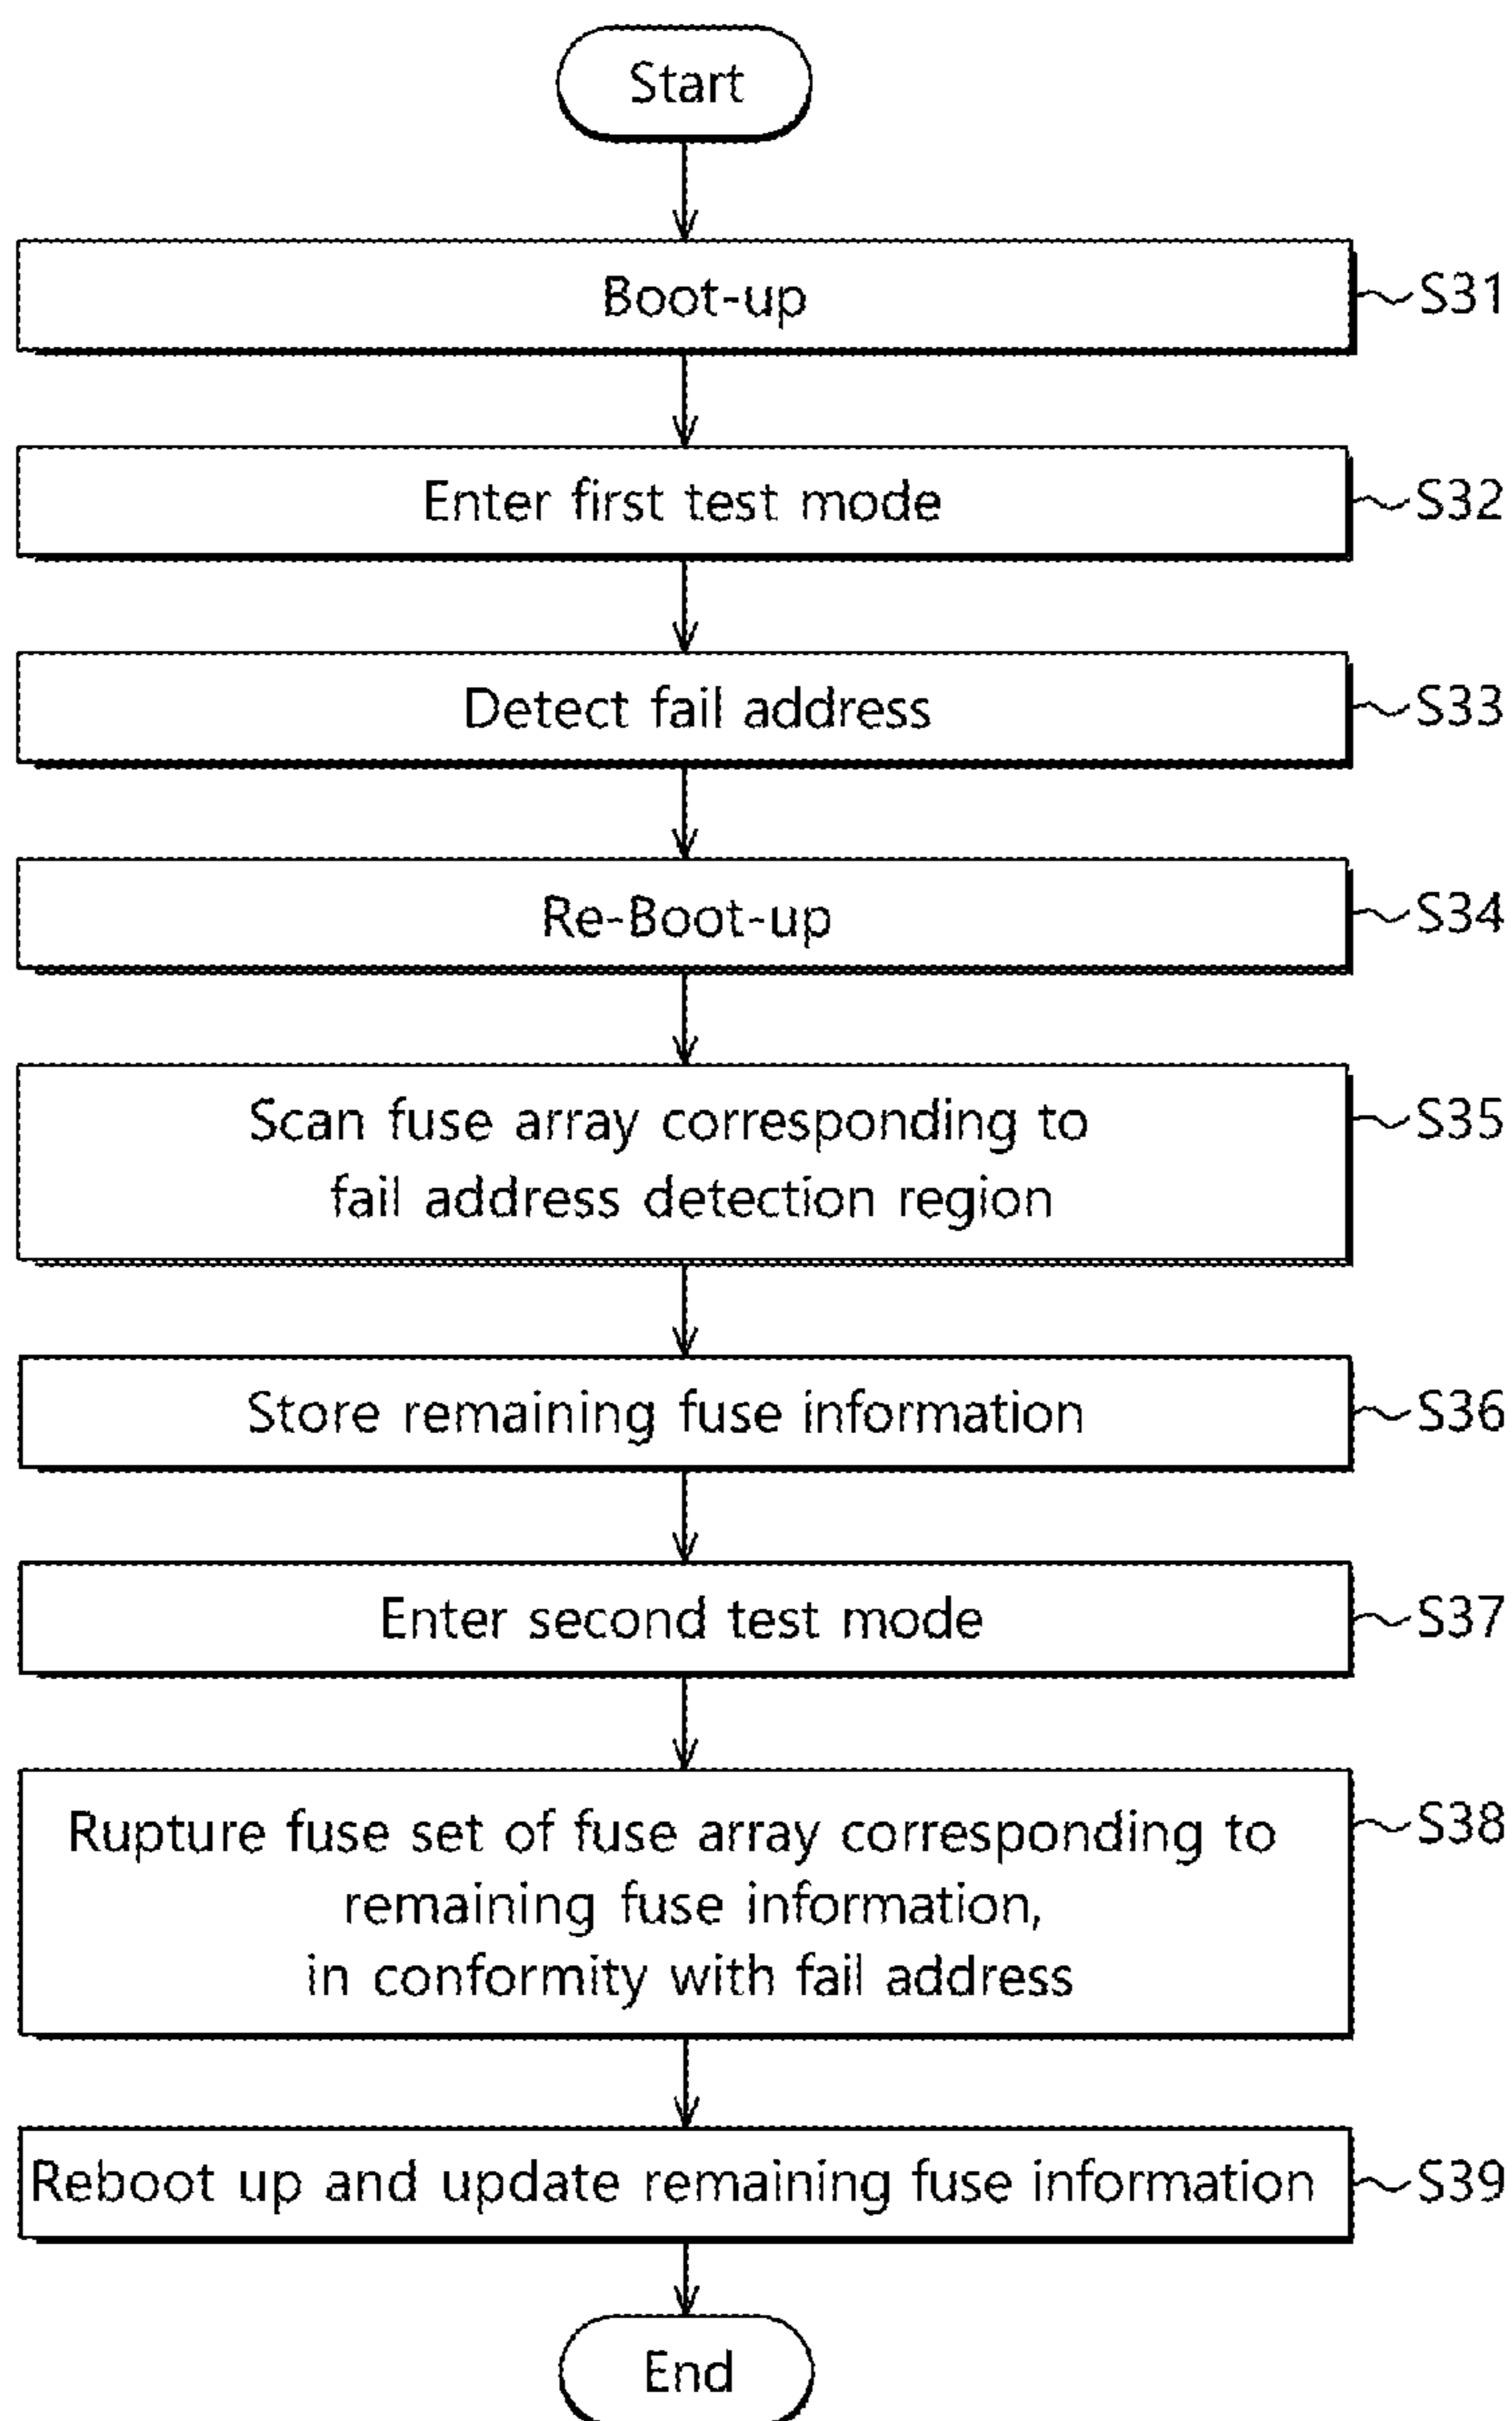 Start
Boot-up
S31
Enter first test mode
S32
Detect fail address
S33
Re-Boot-up
S34
Scan fuse array corresponding to
S35
fail address detection region
Store remaining fuse information
S36
Enter second test mode
S37
Rupture fuse set of fuse array corresponding to
S38
remaining fuse information,
in conformity with fail address
Reboot up and update remaining fuse information
S39
End